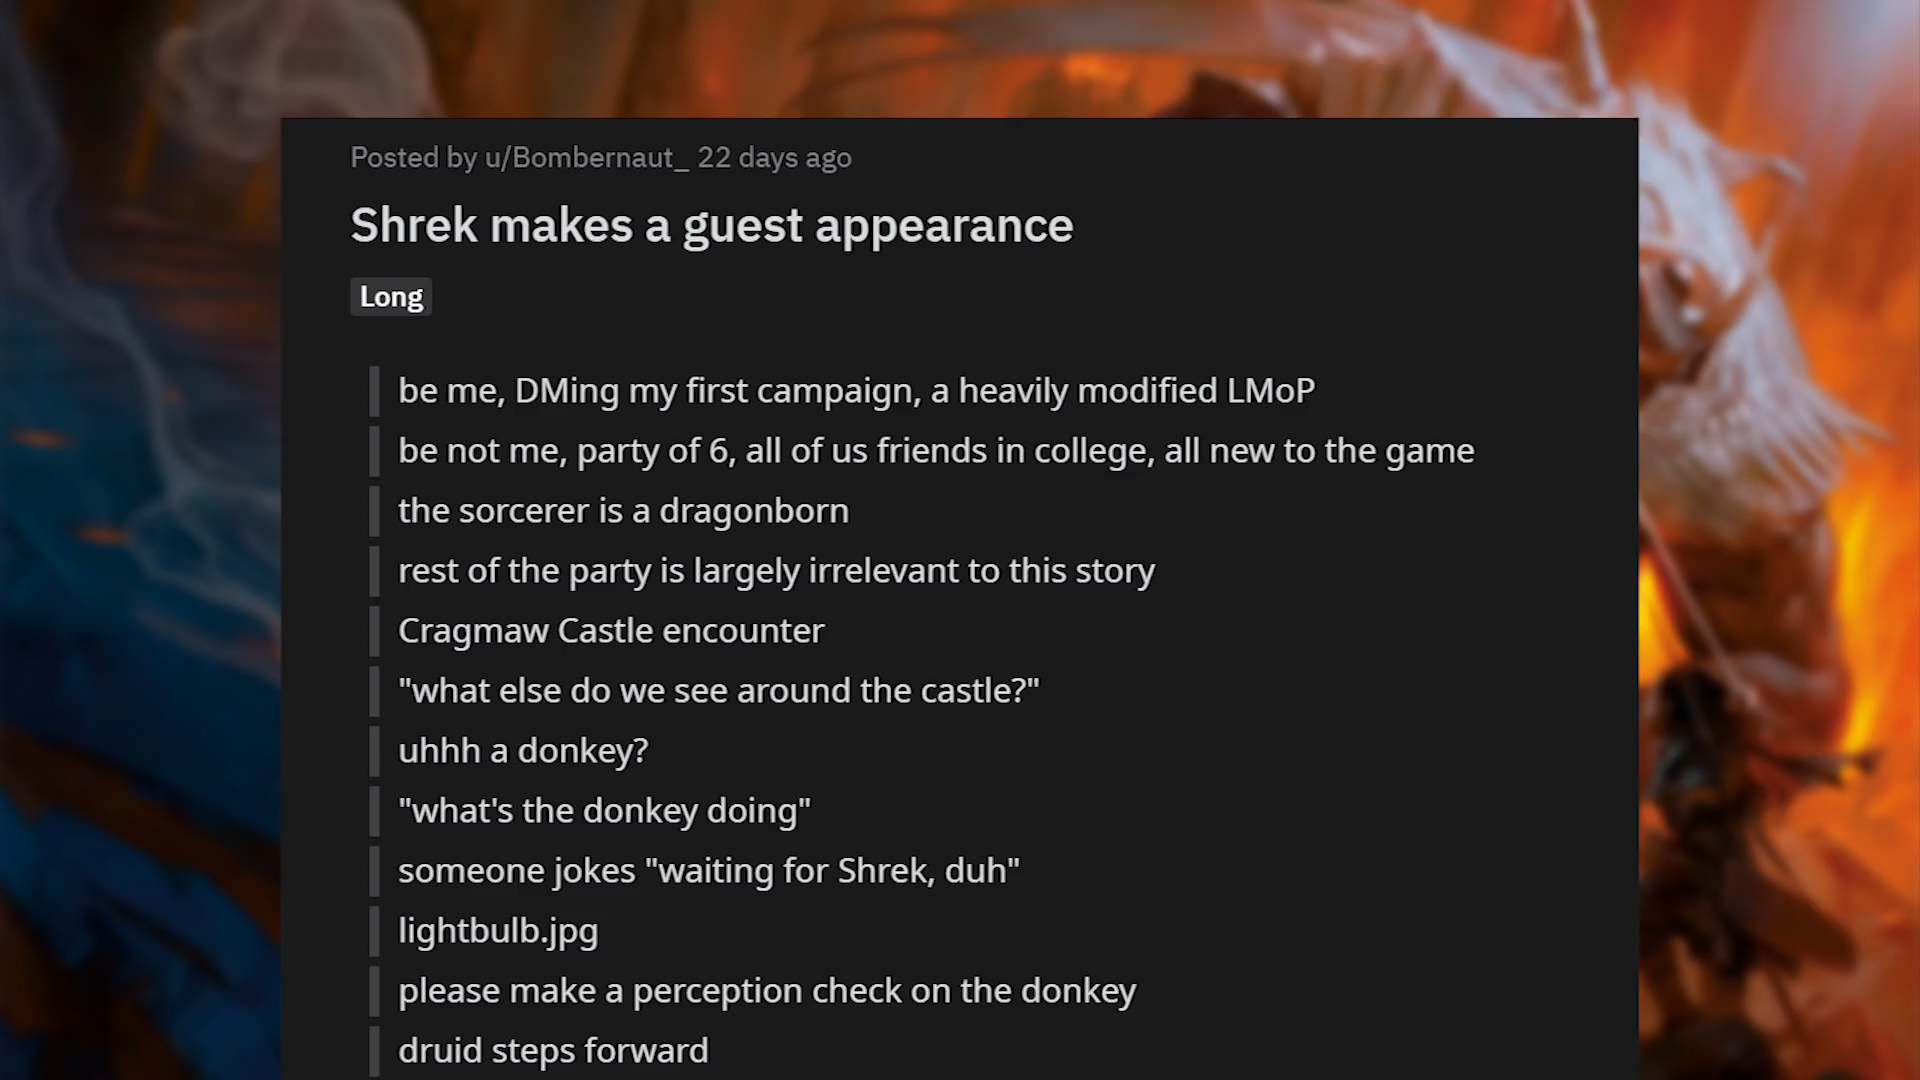 Posted by u/Bombernaut_ 22 days ago
Shrek makes a guest appearance
Long
be me, DMing my first campaign, a heavily modified LMoP
be not me, party of 6, all of us friends in college, all new to the game
the sorcerer is a dragonborn
rest of the party is largely irrelevant to this story
Cragmaw Castle encounter
"what else do we see around the castle?"
uhhh a donkey?
"what's the donkey doing"
someone jokes "waiting for Shrek, duh"
lightbulb.jpg
please make a perception check on the donkey
druid steps forward